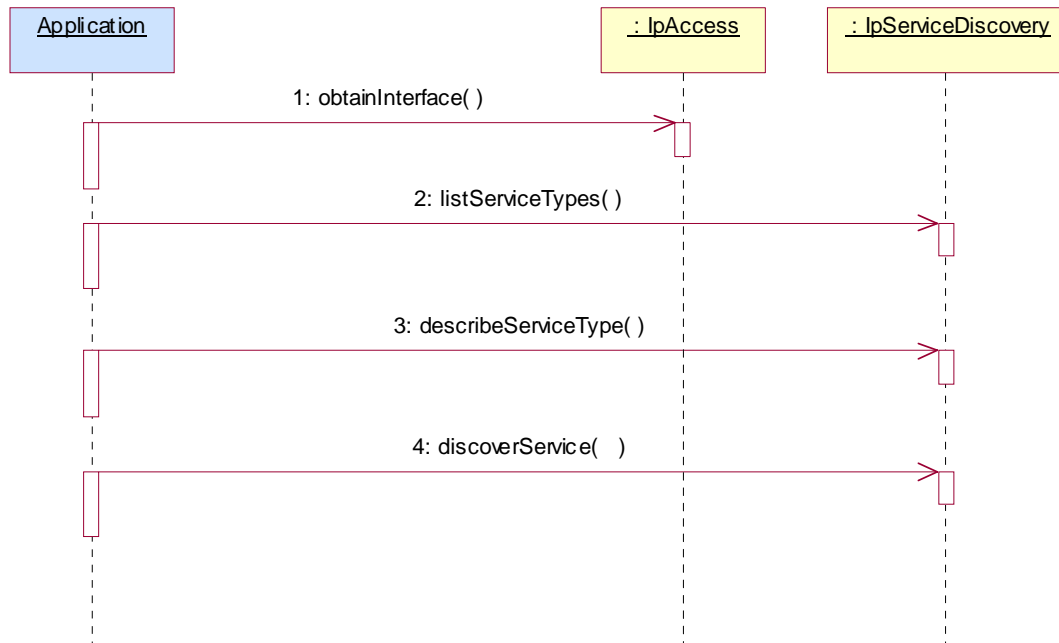 Application
: IpAccess
: IpServiceDiscovery
1: obtainInterface( )
2: listServiceTypes( )
3: describeServiceType( )
4: discoverService(   )